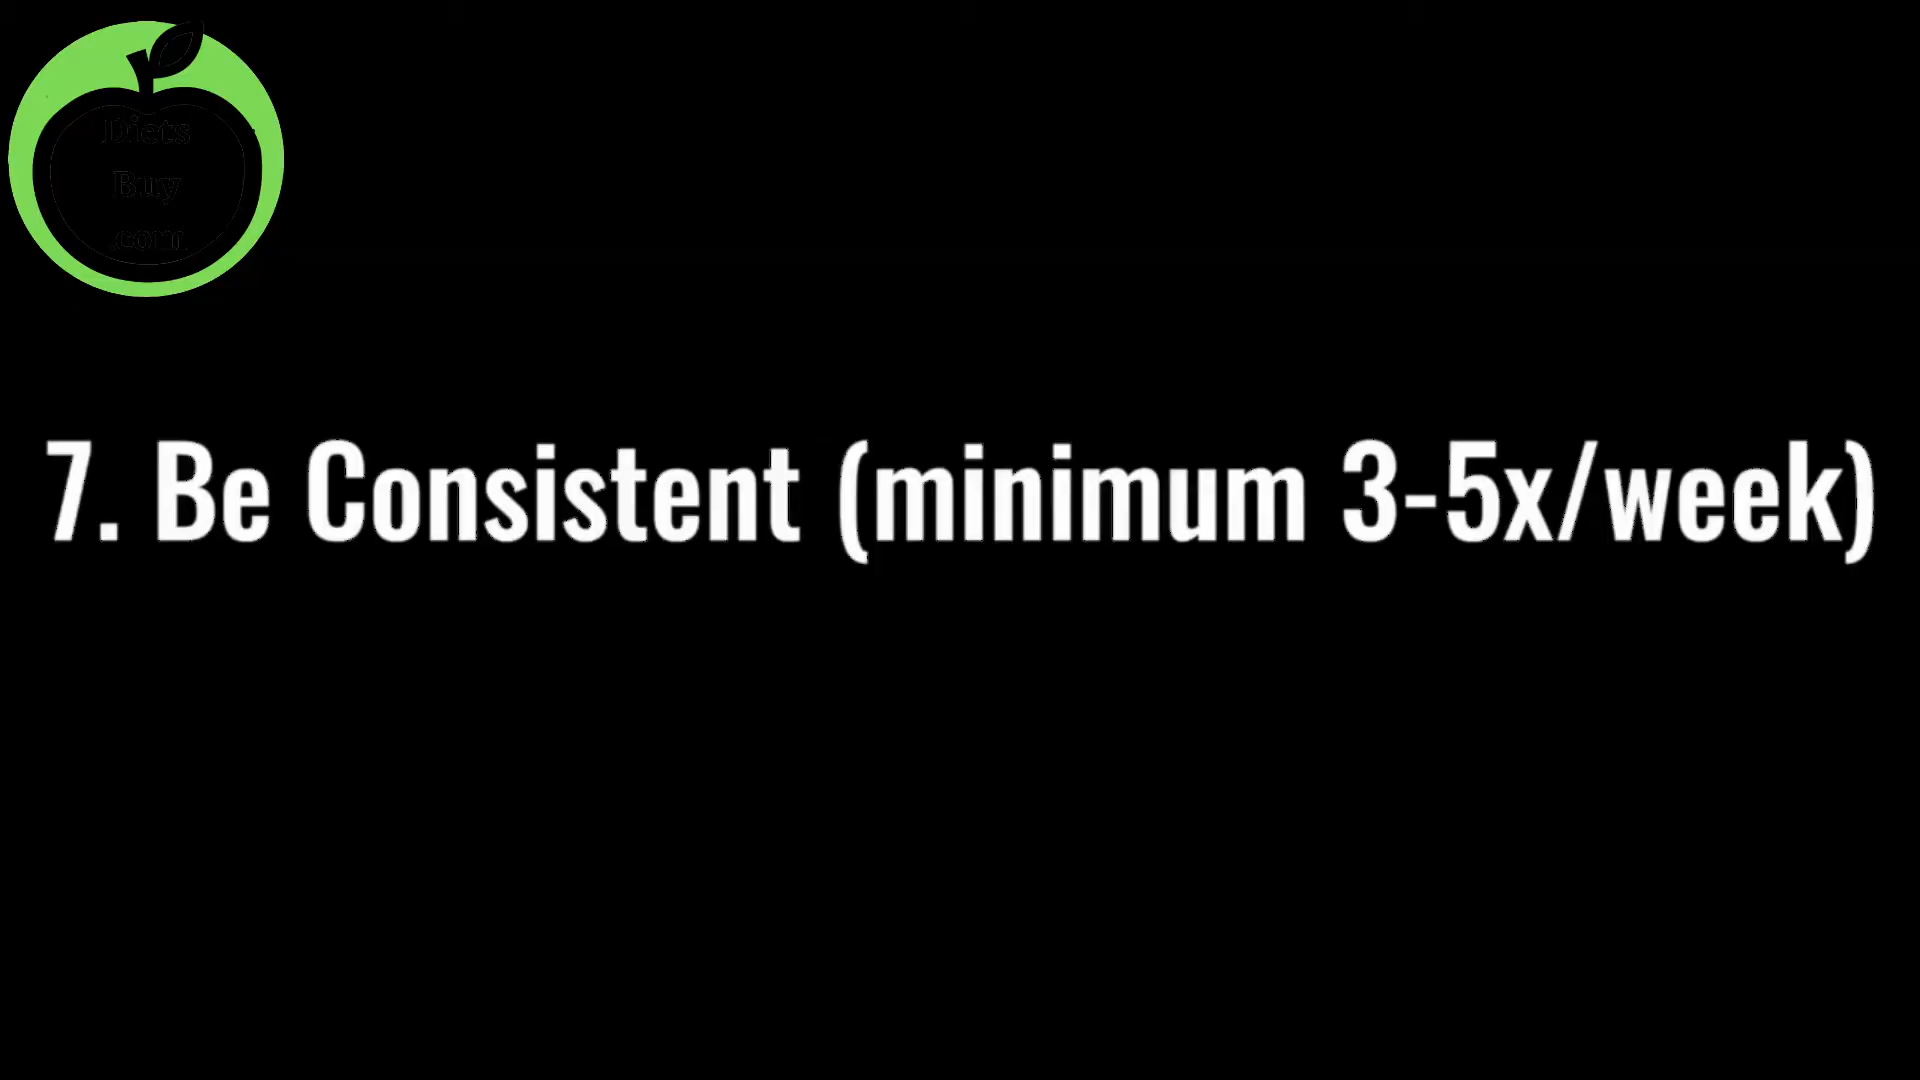 Diets
Buy
.com
7. Be Consistent (minimum 3-5x/week)